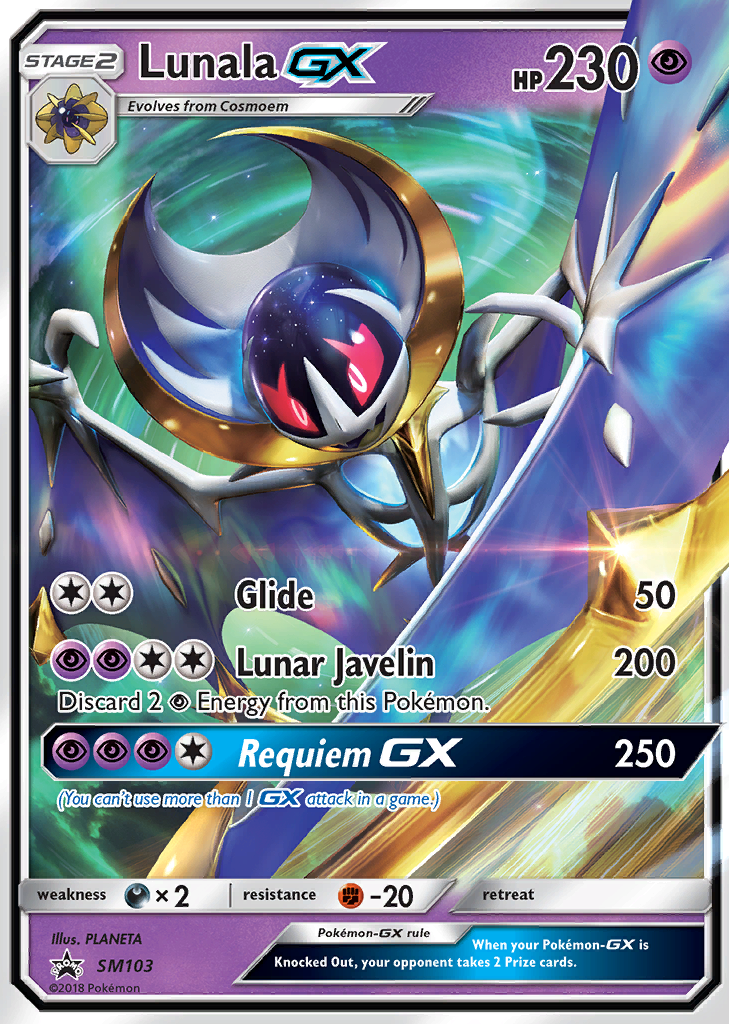 STAGE2 Lunala GX HP230
Evolves from Cosmoem
Glide 50
Lunar Javelin 200
Discard 2 Energy from this Pokémon.
Requiem GX 250
(You can't use more than 1 GX attack in a game.)
weakness ×2 resistance -20 retreat
Illus. PLANETA
Pokémon-GX rule
When your Pokémon-GX is
Knocked Out, your opponent takes 2 Prize cards.
PROMO SM103
©2018 Pokémon